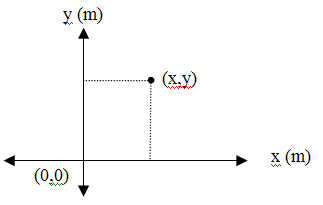 y (m)
(x,y)
x (m)
(0,0)